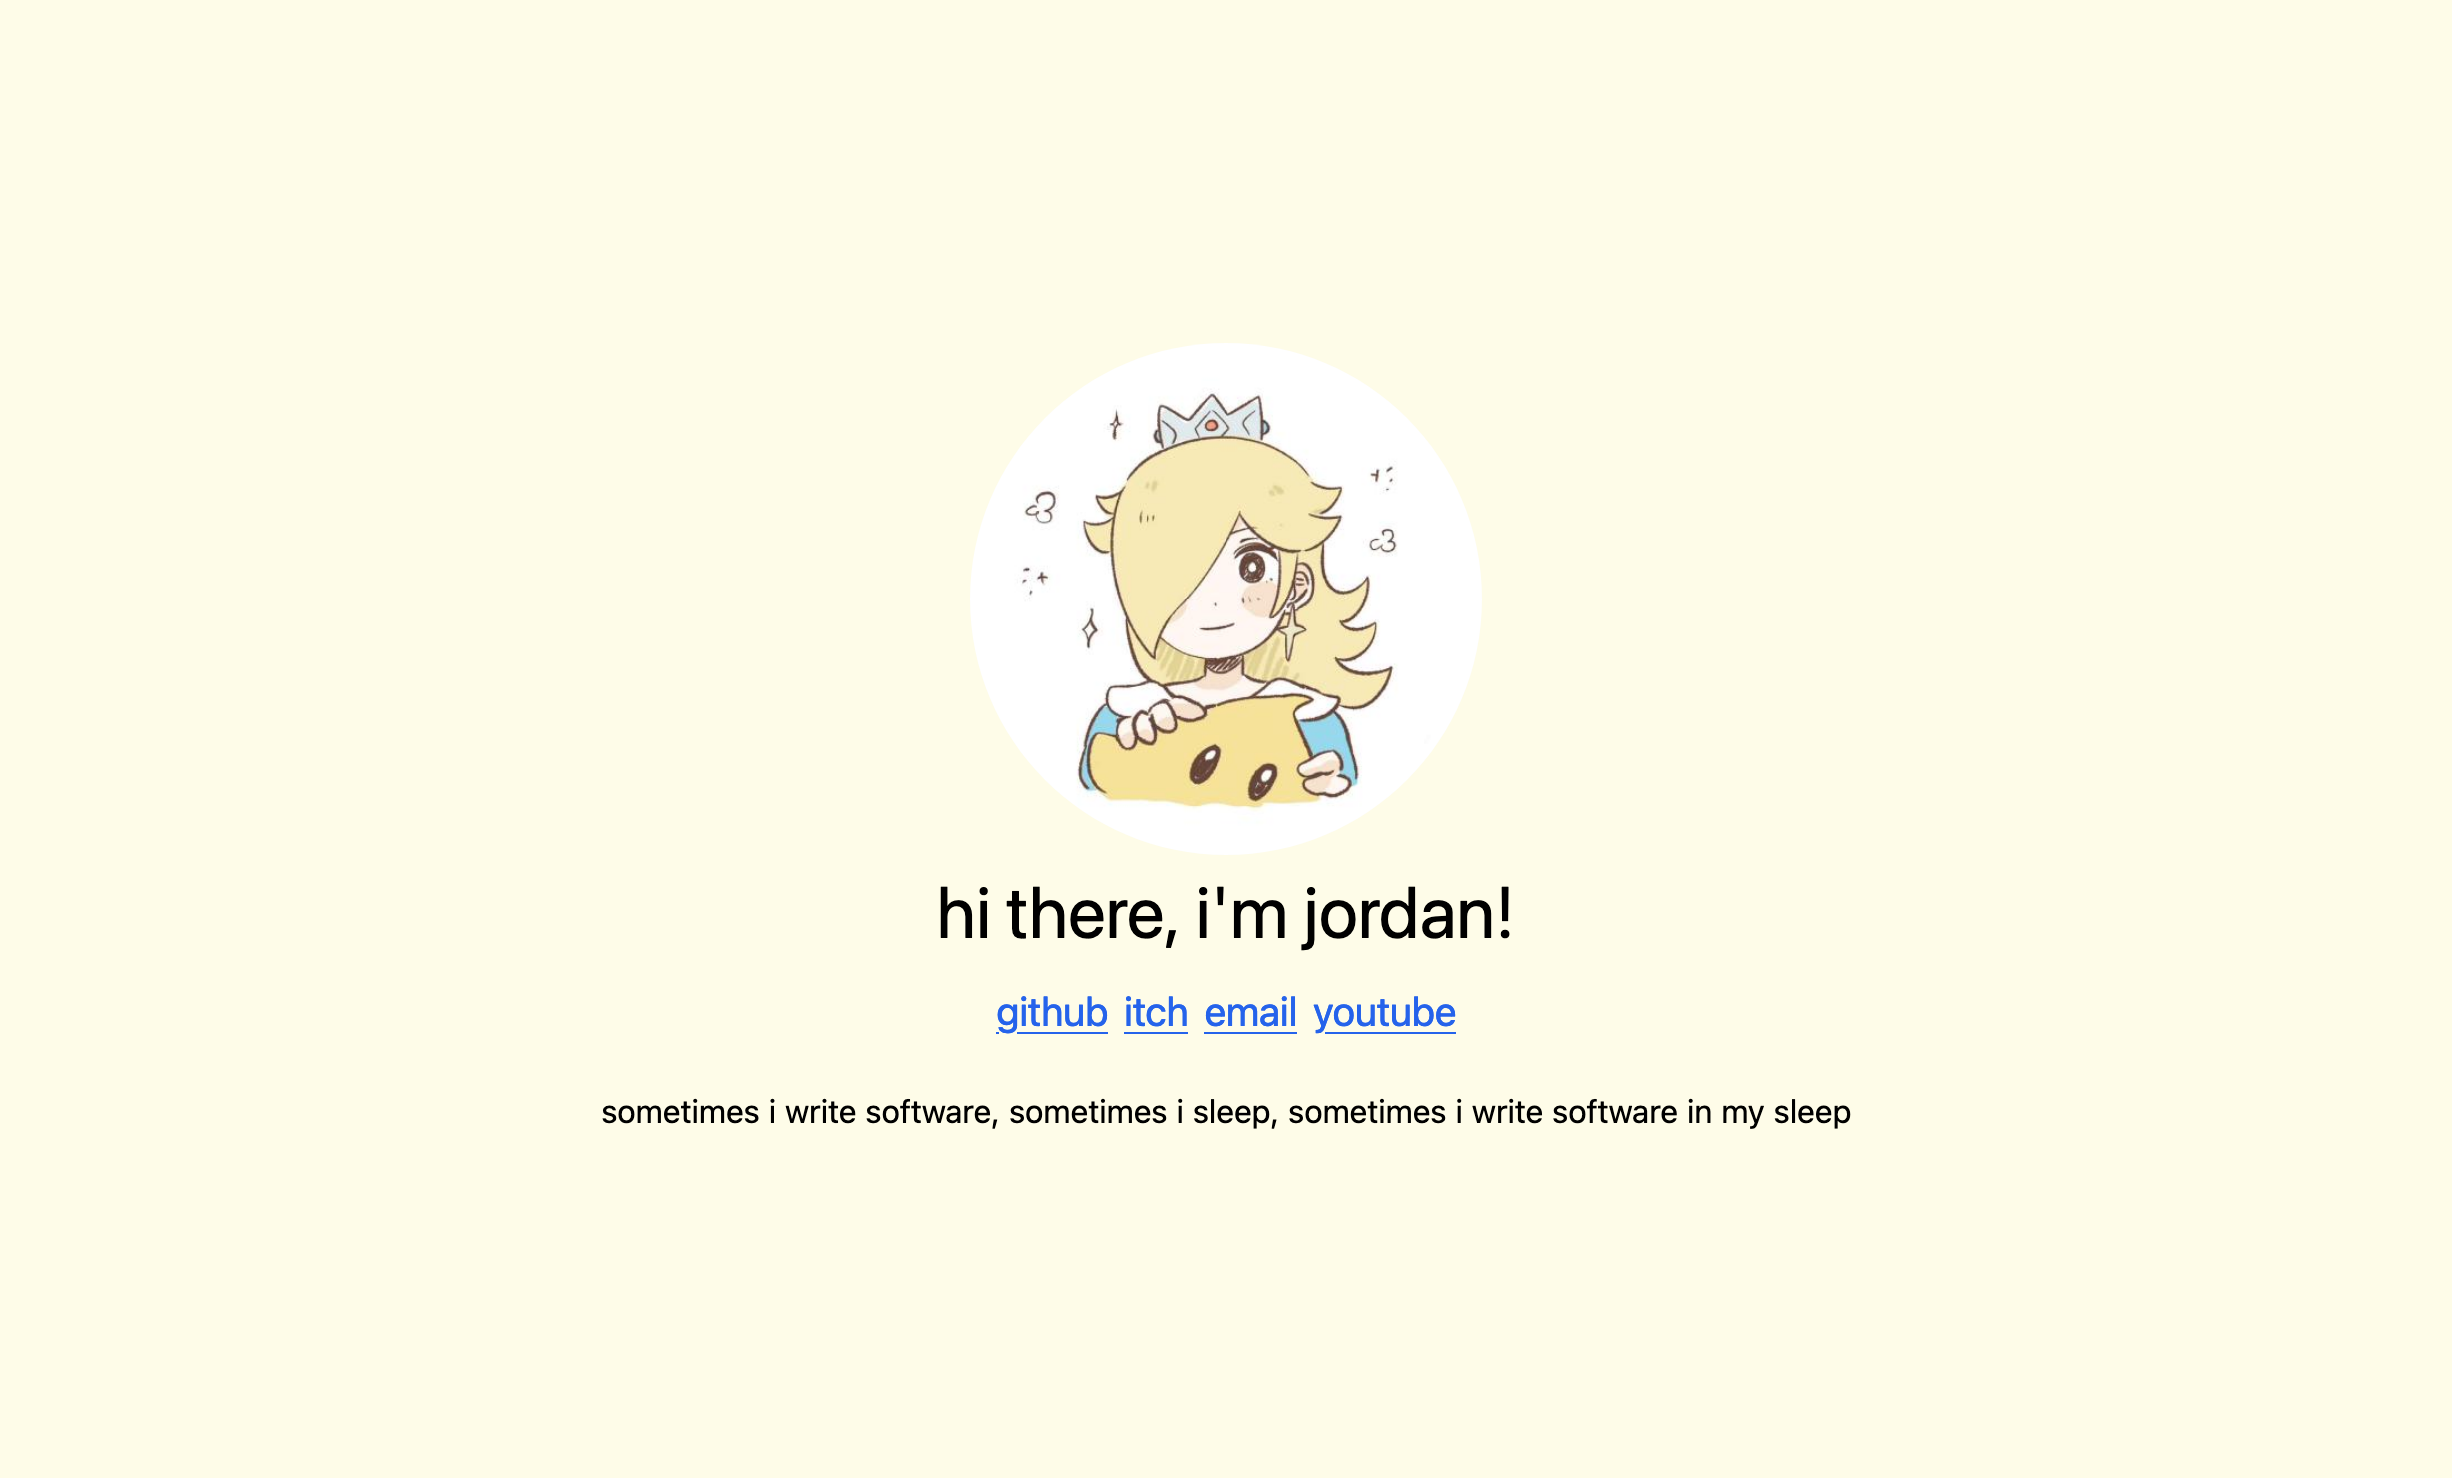 hi there, i'm jordan!
github itch email youtube
sometimes i write software, sometimes i sleep, sometimes i write software in my sleep